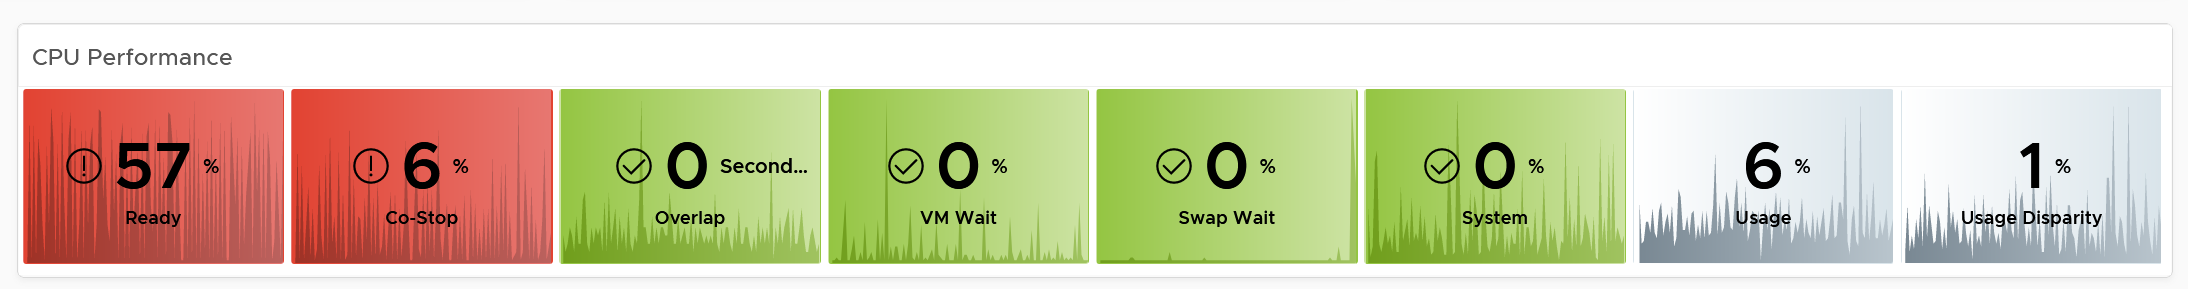 CPU Performance
57 %
Ready
6 %
Co-Stop
0 Second...
Overlap
0 %
VM Wait
0 %
Swap Wait
0 %
System
6 %
Usage
1 %
Usage Disparity